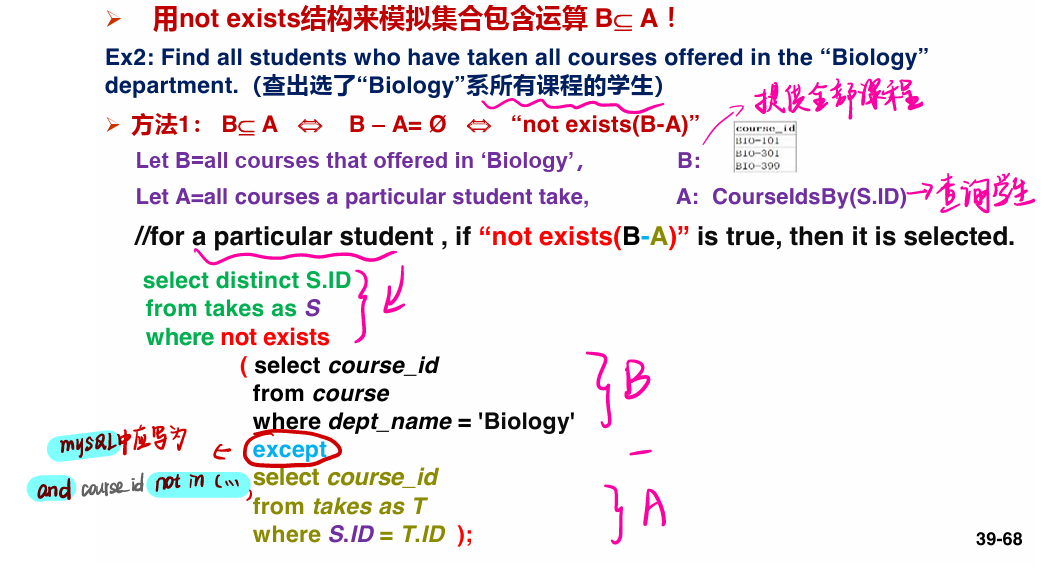 ➢ 用not exists结构来模拟集合包含运算 B⊆ A！
Ex2: Find all students who have taken all courses offered in the “Biology”
department.（查出选了“Biology”系所有课程的学生）
提供全部课程
➢ 方法1： B⊆ A ⇔ B – A= Ø ⇔ “not exists(B-A)”
course_id
BIO-101
BIO-301
BIO-399
Let B=all courses that offered in ‘Biology’, B:
Let A=all courses a particular student take, A: CourseIdsBy(S.ID) →查询学生
//for a particular student , if “not exists(B-A)” is true, then it is selected.
select distinct S.ID
from takes as S
where not exists
( select course_id
from course
where dept_name = 'Biology'
B
mySQL中应写为 ← except —
and course_id not in (...,
select course_id
from takes as T
where S.ID = T.ID );
A
39-68